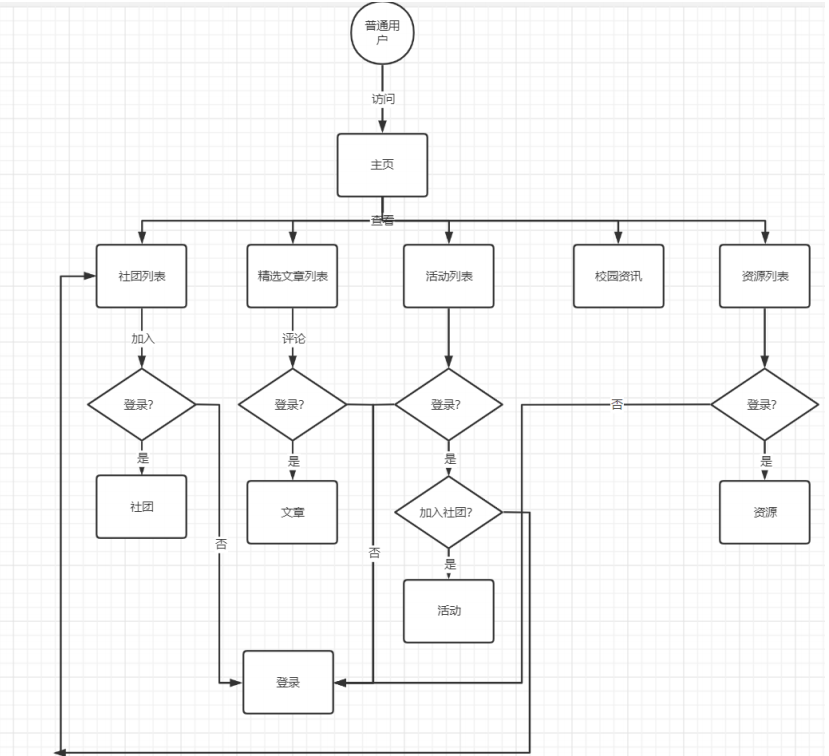 普通用
户
访问
主页
查看
社团列表
精选文章列表
活动列表
校园资讯
资源列表
加入
评论
登录?
登录?
登录?
否
登录?
是
是
是
是
社团
文章
加入社团?
资源
否
否
是
活动
登录